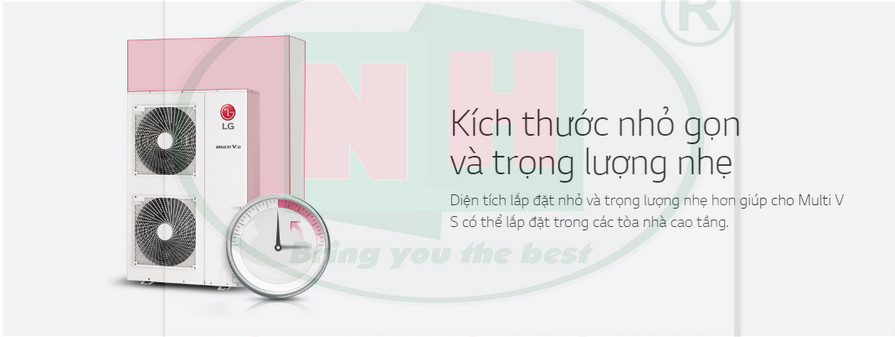 ®
NH
LG
MULTI V.S
Kích thước nhỏ gọn
và trọng lượng nhẹ
Diện tích lắp đặt nhỏ và trọng lượng nhẹ hơn giúp cho Multi V
S có thể lắp đặt trong các tòa nhà cao tầng.
Bring you the best